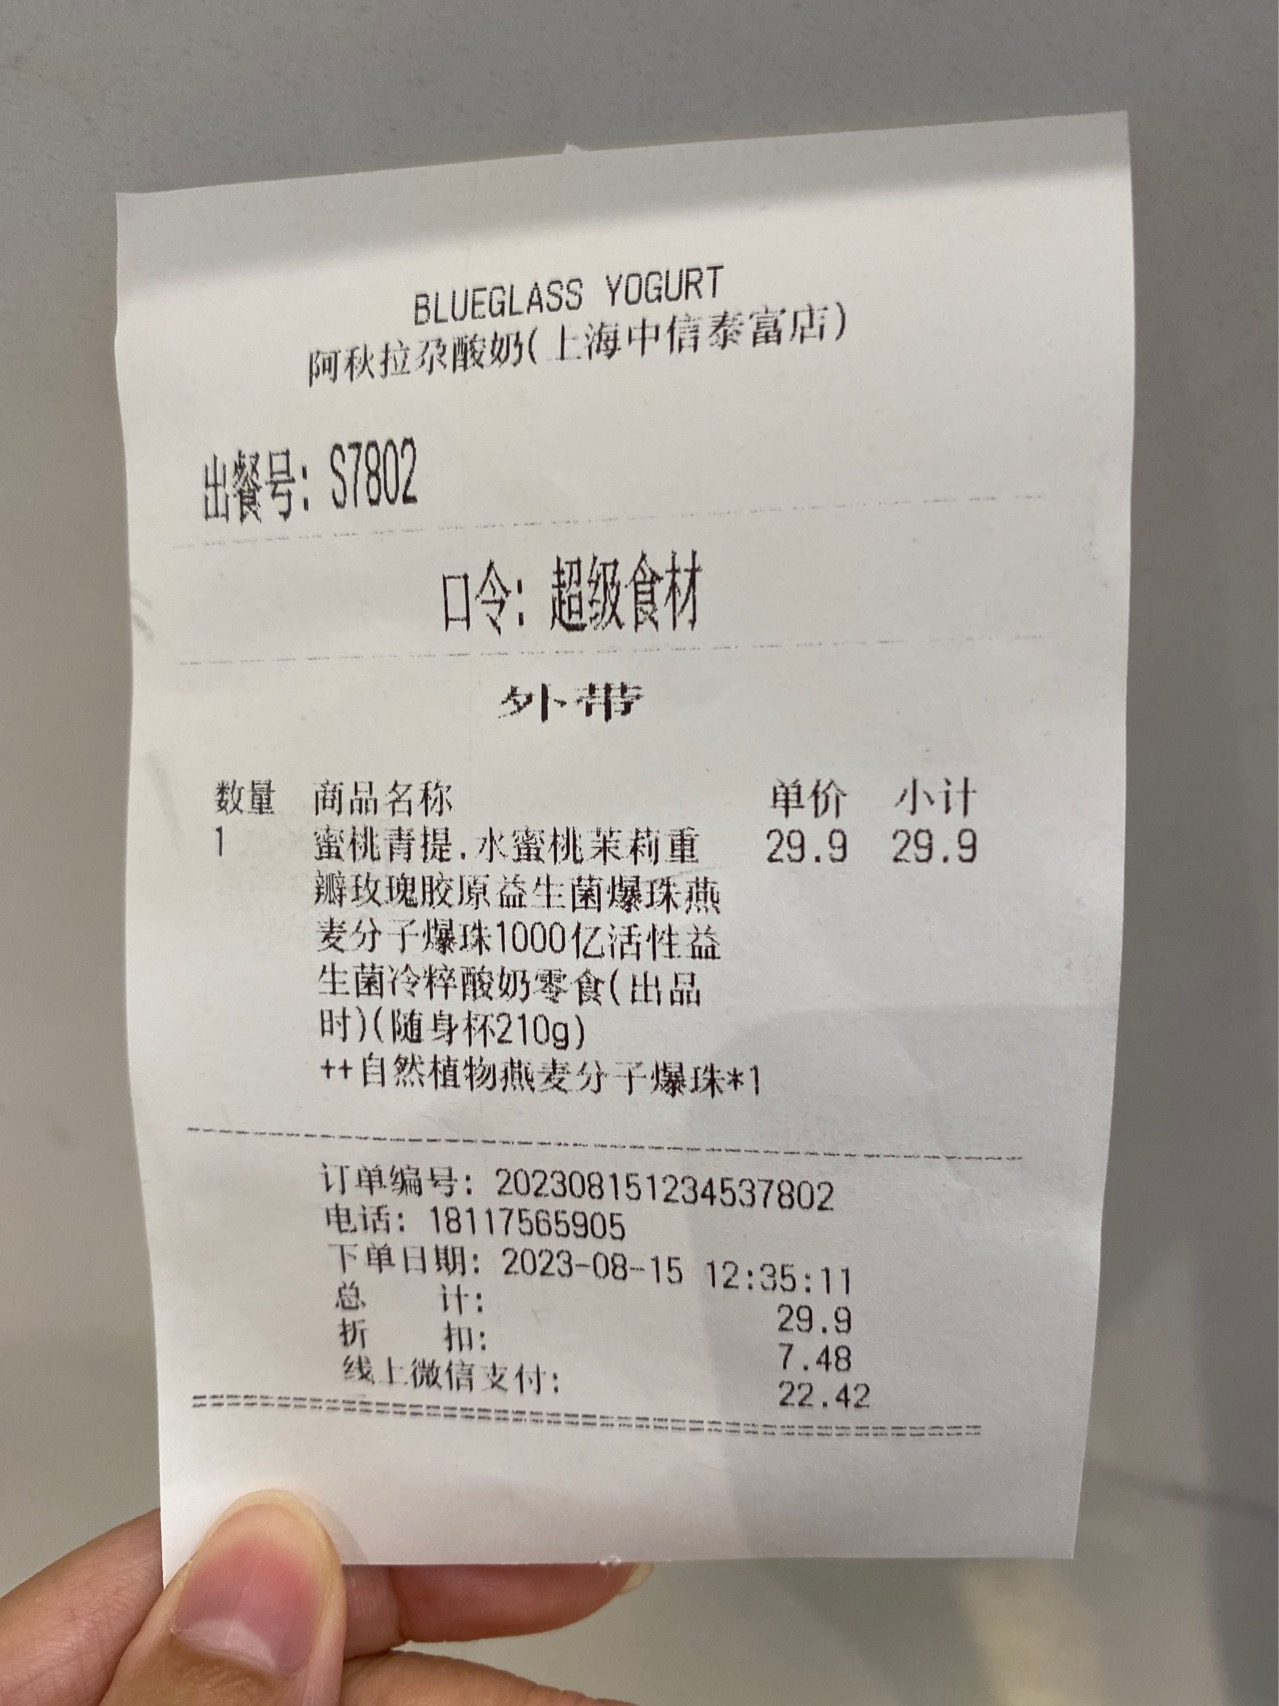 BLUEGLASS YOGURT
阿秋拉尕酸奶(上海中信泰富店)
出餐号: S7802
口令: 超级食材
外带
数量 商品名称 单价 小计
1 蜜桃青提.水蜜桃茉莉重 29.9 29.9
瓣玫瑰胶原益生菌爆珠燕
麦分子爆珠1000亿活性益
生菌冷粹酸奶零食(出品
时)(随身杯210g)
++自然植物燕麦分子爆珠*1
订单编号: 202308151234537802
电话: 18117565905
下单日期: 2023-08-15 12:35:11
总 计: 29.9
折 扣: 7.48
线上微信支付: 22.42